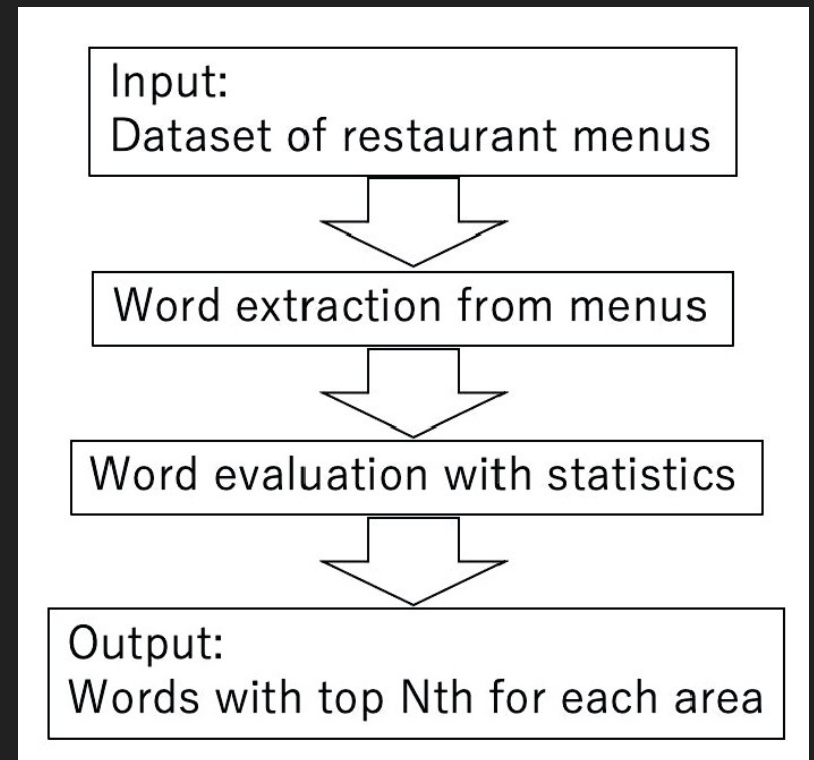 Input:
Dataset of restaurant menus
Word extraction from menus
Word evaluation with statistics
Output:
Words with top Nth for each area